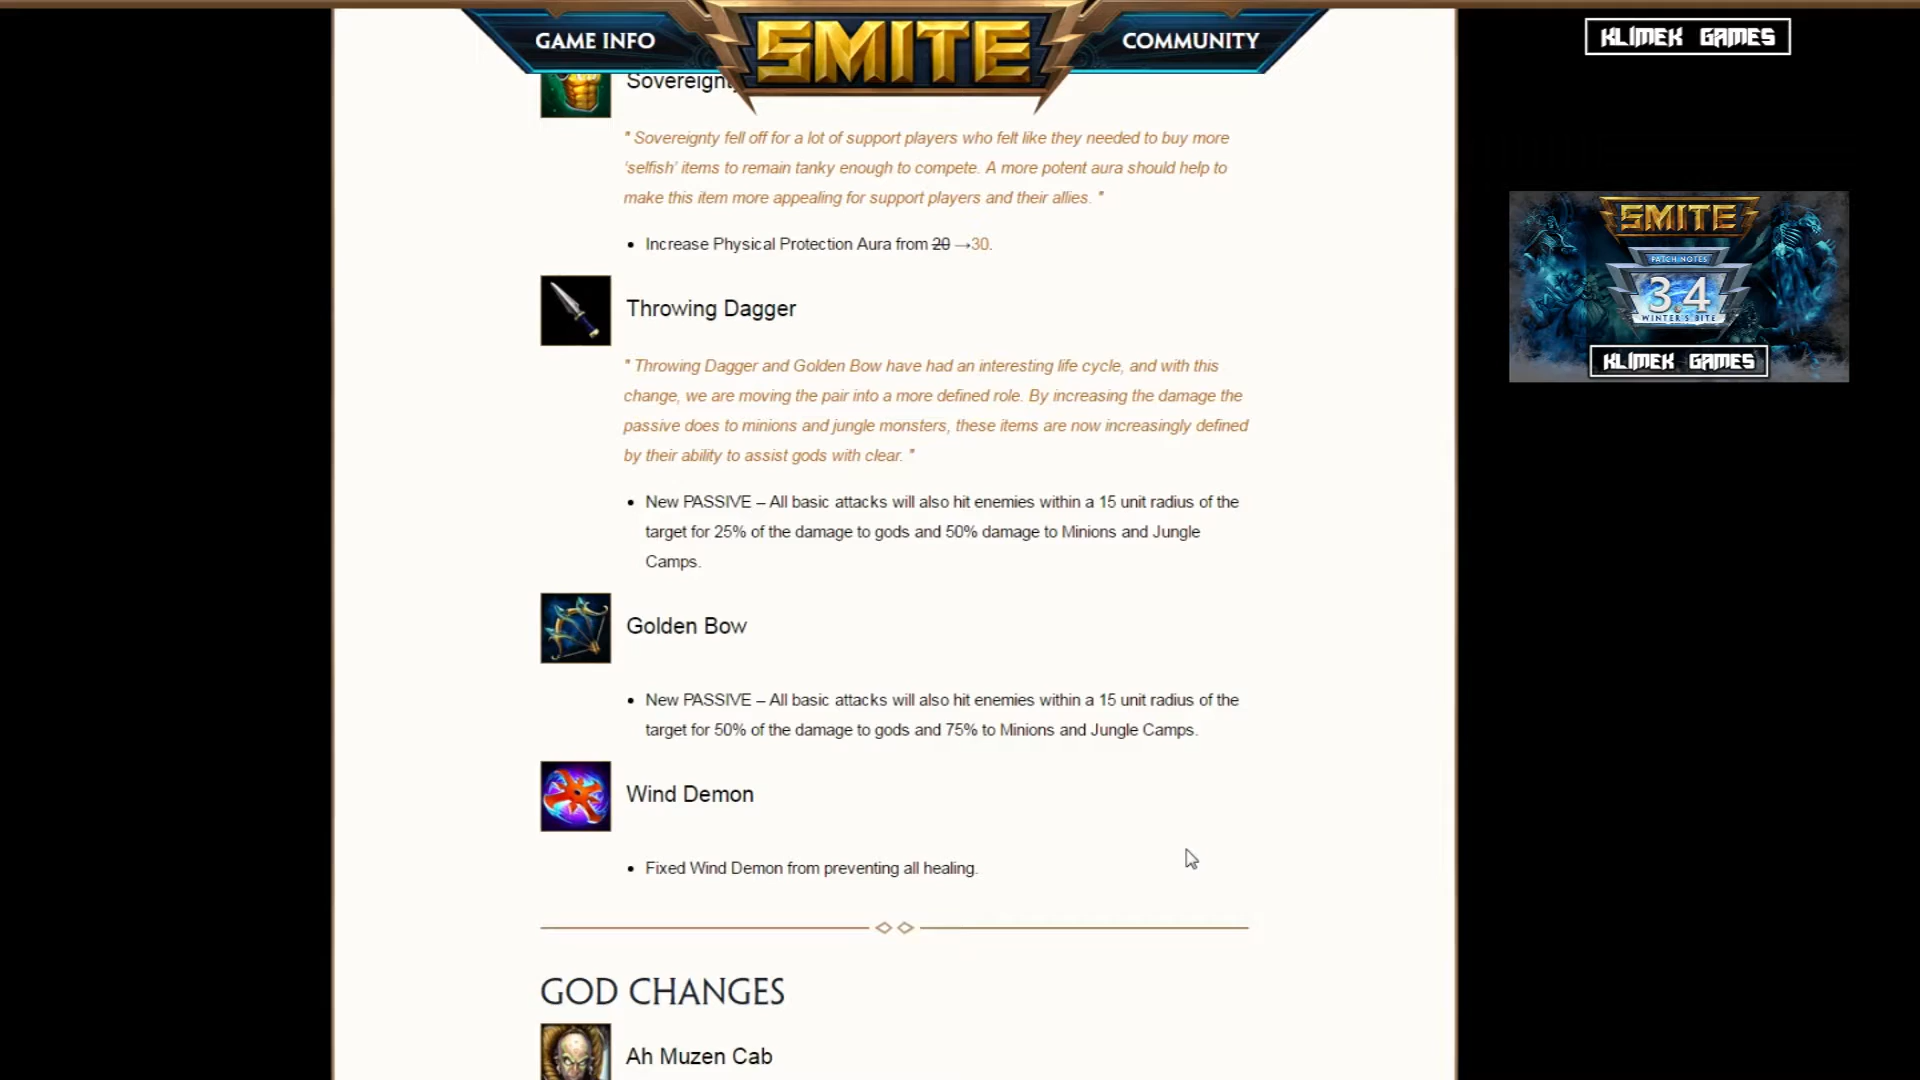 GAME INFO
SMITE
COMMUNITY
KLIMEK GAMES
Sovereignty
" Sovereignty fell off for a lot of support players who felt like they needed to buy more
'selfish' items to remain tanky enough to compete. A more potent aura should help to
make this item more appealing for support players and their allies. "
• Increase Physical Protection Aura from 20 →30.
SMITE
PATCH NOTES
3.4
WINTER'S BITE
KLIMEK GAMES
Throwing Dagger
" Throwing Dagger and Golden Bow have had an interesting life cycle, and with this
change, we are moving the pair into a more defined role. By increasing the damage the
passive does to minions and jungle monsters, these items are now increasingly defined
by their ability to assist gods with clear. "
• New PASSIVE – All basic attacks will also hit enemies within a 15 unit radius of the
target for 25% of the damage to gods and 50% damage to Minions and Jungle
Camps.
Golden Bow
• New PASSIVE – All basic attacks will also hit enemies within a 15 unit radius of the
target for 50% of the damage to gods and 75% to Minions and Jungle Camps.
Wind Demon
• Fixed Wind Demon from preventing all healing.
GOD CHANGES
Ah Muzen Cab